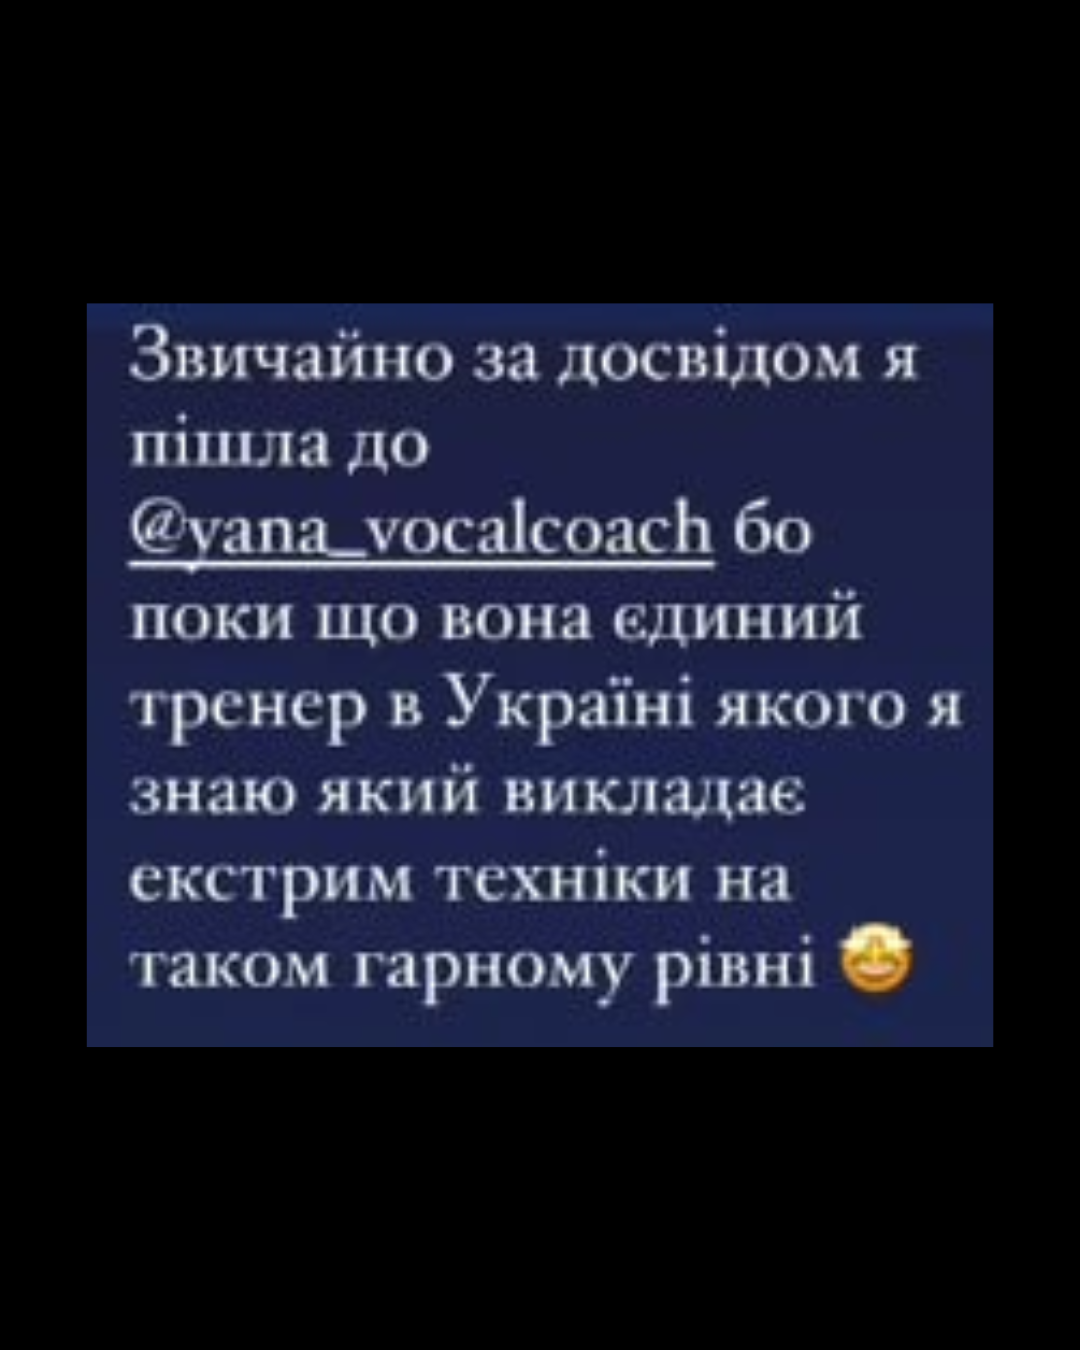 Звичайно за досвідом я
пішла до
@yana_vocalcoach бо
поки що вона єдиний
тренер в Україні якого я
знаю який викладає
екстрим техніки на
таком гарному рівні 🤩